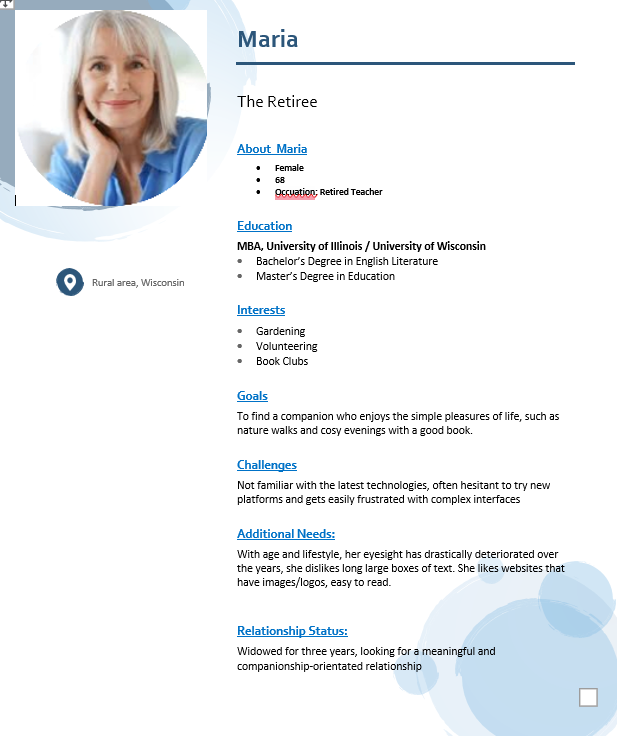 Maria
The Retiree
About  Maria
Female
68
Occuation: Retired Teacher
Education
MBA, University of Illinois / University of Wisconsin
Bachelor's Degree in English Literature
Master's Degree in Education
Rural area, Wisconsin
Interests
Gardening
Volunteering
Book Clubs
Goals
To find a companion who enjoys the simple pleasures of life, such as
nature walks and cosy evenings with a good book.
Challenges
Not familiar with the latest technologies, often hesitant to try new
platforms and gets easily frustrated with complex interfaces
Additional Needs:
With age and lifestyle, her eyesight has drastically deteriorated over
the years, she dislikes long large boxes of text. She likes websites that
have images/logos, easy to read.
Relationship Status:
Widowed for three years, looking for a meaningful and
companionship-orientated relationship